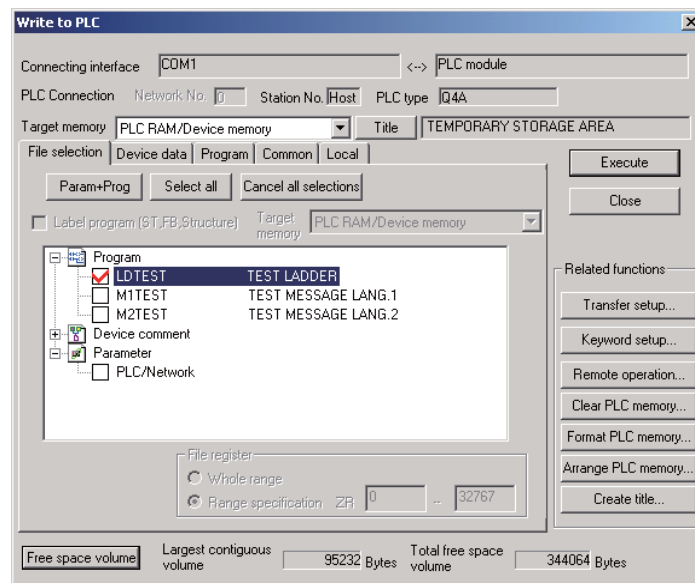 Write to PLC
Connecting interface COM1 <--> PLC module
PLC Connection Network No. 0 Station No. Host PLC type Q4A
Target memory PLC RAM/Device memory Title TEMPORARY STORAGE AREA
File selection Device data Program Common Local
Execute
Param+Prog Select all Cancel all selections
Close
Label program (ST,FB,Structure) Target memory PLC RAM/Device memory
Program
LDTEST TEST LADDER
M1TEST TEST MESSAGE LANG.1
M2TEST TEST MESSAGE LANG.2
Device comment
Parameter
PLC/Network
Related functions
Transfer setup...
Keyword setup...
Remote operation...
Clear PLC memory...
Format PLC memory...
Arrange PLC memory...
Create title...
File register
Whole range
Range specification ZR 0 .. 32767
Free space volume Largest contiguous volume 95232 Bytes Total free space volume 344064 Bytes